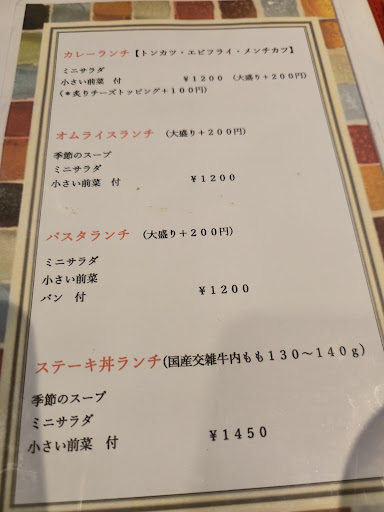 カレーランチ【トンカツ・エビフライ・メンチカツ】
ミニサラダ
小さい前菜 付 ￥1200 (大盛り+200円)
(*炙りチーズトッピング+100円)
オムライスランチ (大盛り+200円)
季節のスープ
ミニサラダ
小さい前菜 付 ￥1200
パスタランチ (大盛り+200円)
ミニサラダ
小さい前菜
パン 付 ￥1200
ステーキ丼ランチ(国産交雑牛内もも130~140g)
季節のスープ
ミニサラダ
小さい前菜 付 ￥1450